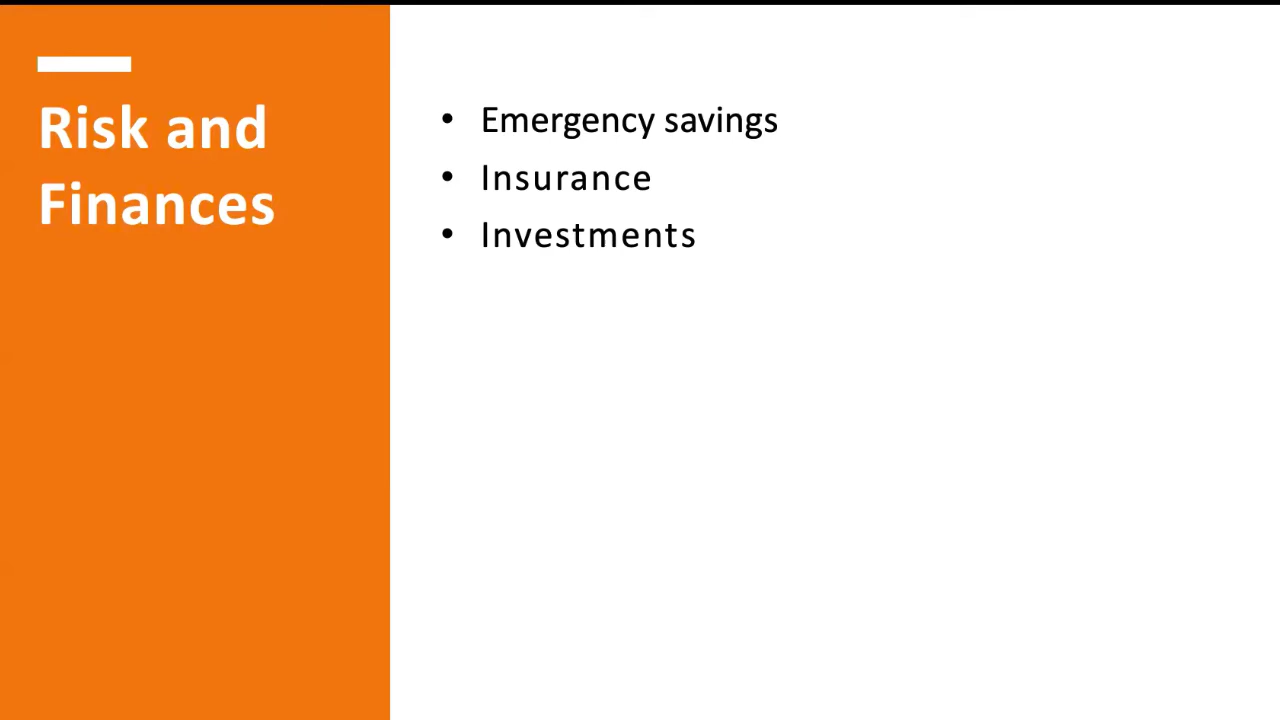 Risk and
Finances
• Emergency savings
• Insurance
• Investments